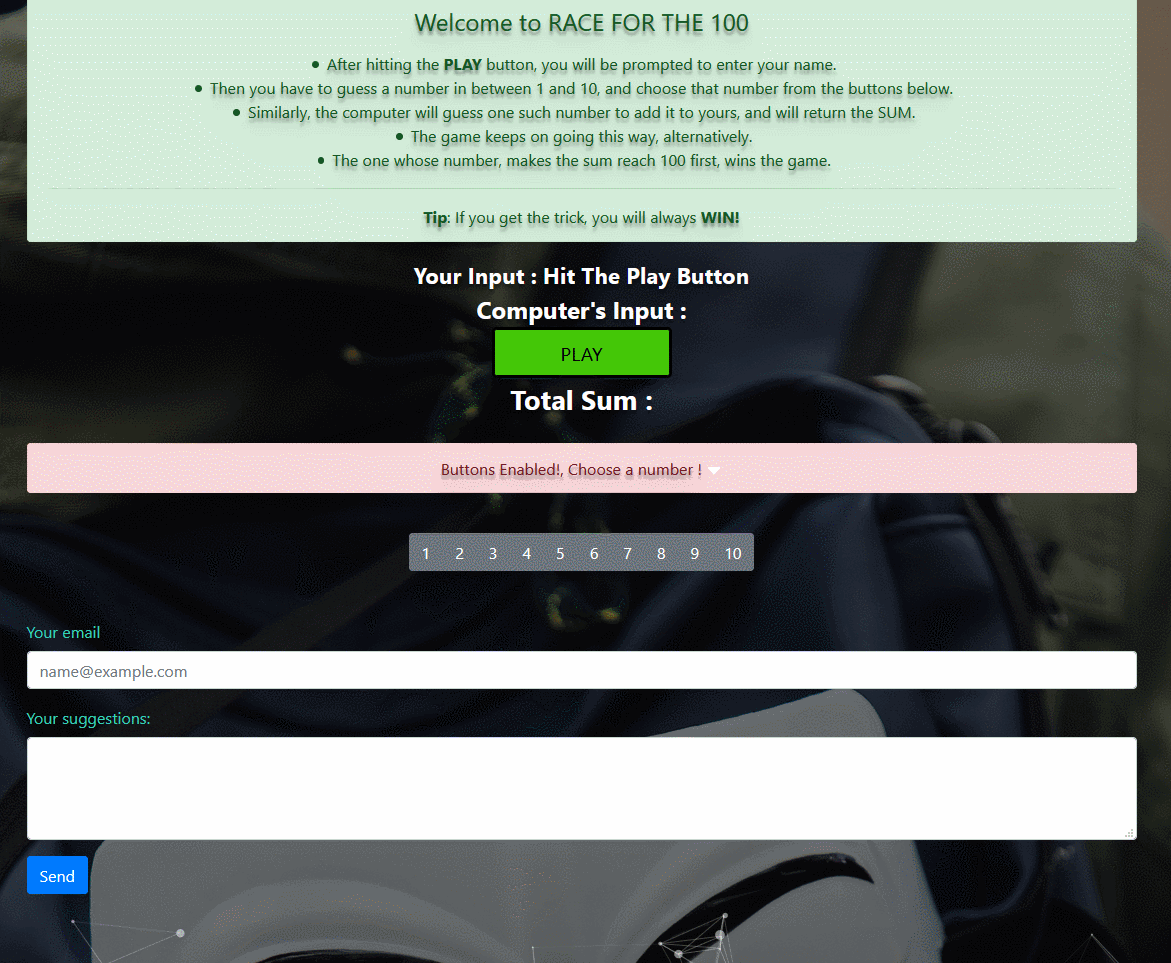 Welcome to RACE FOR THE 100
• After hitting the PLAY button, you will be prompted to enter your name.
• Then you have to guess a number in between 1 and 10, and choose that number from the buttons below.
• Similarly, the computer will guess one such number to add it to yours, and will return the SUM.
• The game keeps on going this way, alternatively.
• The one whose number, makes the sum reach 100 first, wins the game.
Tip: If you get the trick, you will always WIN!
Your Input : Hit The Play Button
Computer's Input :
PLAY
Total Sum :
Buttons Enabled!, Choose a number !
1 2 3 4 5 6 7 8 9 10
Your email
name@example.com
Your suggestions:
Send